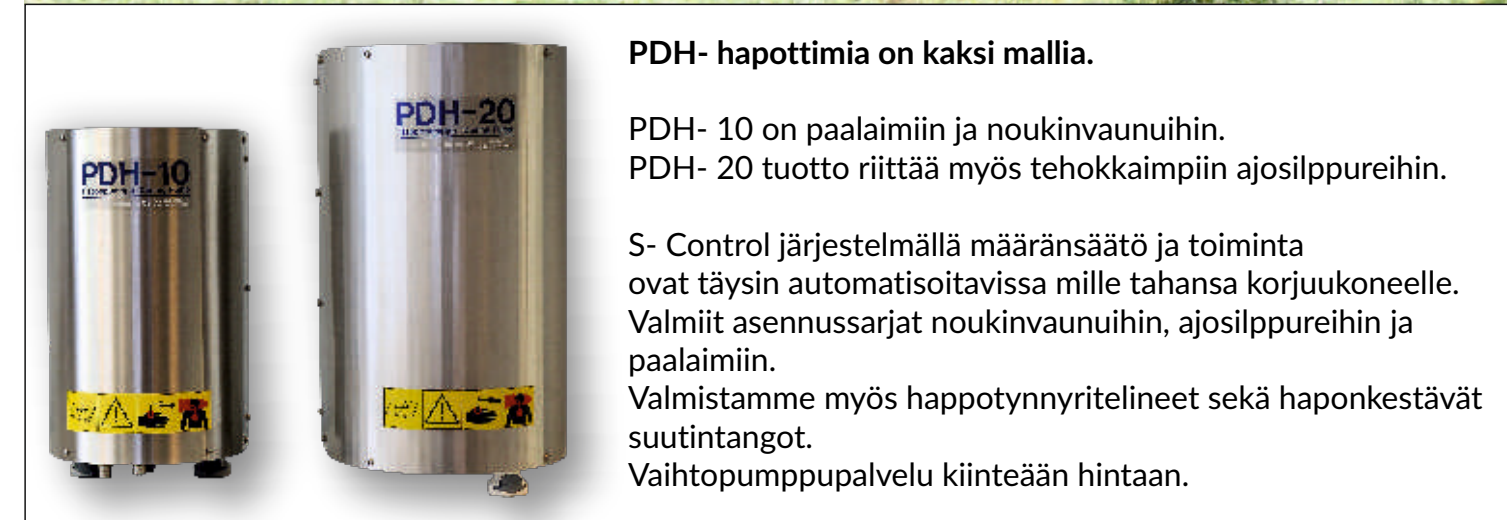 PDH- hapottimia on kaksi mallia.
PDH- 10 on paalaimiin ja noukinvaunuihin.
PDH- 20 tuotto riittää myös tehokkaimpiin ajosilppureihin.
S- Control järjestelmällä määränsäätö ja toiminta
ovat täysin automatisoitavissa mille tahansa korjuukoneelle.
Valmiit asennussarjat noukinvaunuihin, ajosilppureihin ja
paalaimiin.
Valmistamme myös happotynnyritelineet sekä haponkestävät
suutintangot.
Vaihtopumppupalvelu kiinteään hintaan.
PDH-10
PDH-20